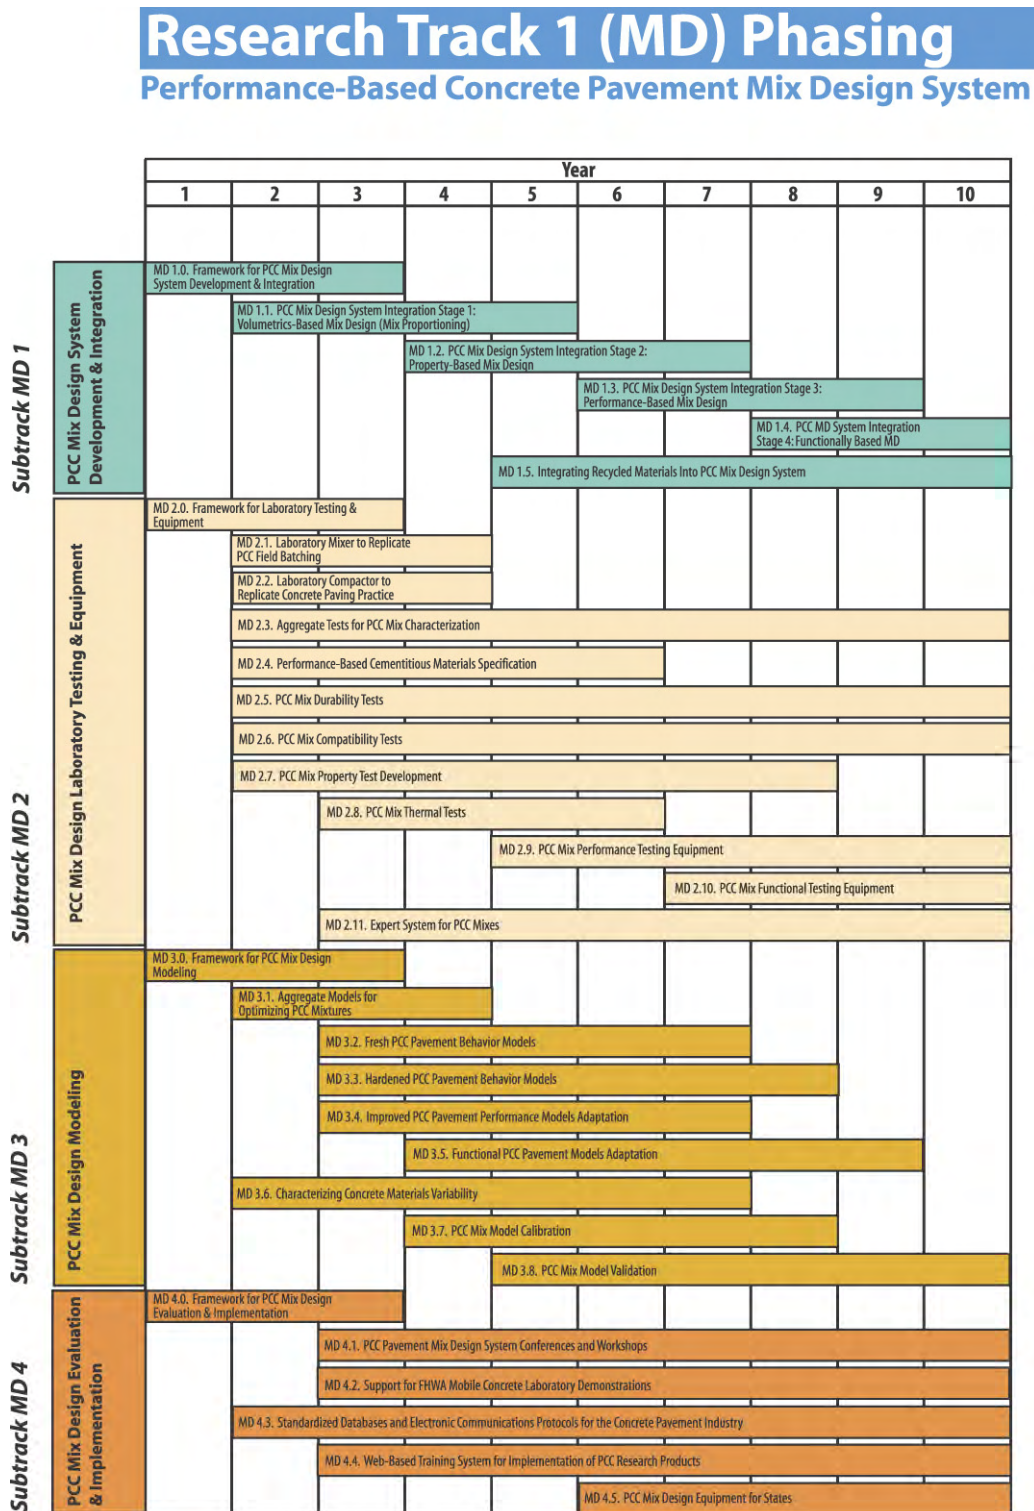 Research Track 1 (MD) Phasing
Performance-Based Concrete Pavement Mix Design System
Year
1 2 3 4 5 6 7 8 9 10
Subtrack MD 1
PCC Mix Design System
Development & Integration
MD 1.0. Framework for PCC Mix Design
System Development & Integration
MD 1.1. PCC Mix Design System Integration Stage 1:
Volumetrics-Based Mix Design (Mix Proportioning)
MD 1.2. PCC Mix Design System Integration Stage 2:
Property-Based Mix Design
MD 1.3. PCC Mix Design System Integration Stage 3:
Performance-Based Mix Design
MD 1.4. PCC MD System Integration
Stage 4: Functionally Based MD
MD 1.5. Integrating Recycled Materials Into PCC Mix Design System
Subtrack MD 2
PCC Mix Design Laboratory Testing & Equipment
MD 2.0. Framework for Laboratory Testing &
Equipment
MD 2.1. Laboratory Mixer to Replicate
PCC Field Batching
MD 2.2. Laboratory Compactor to
Replicate Concrete Paving Practice
MD 2.3. Aggregate Tests for PCC Mix Characterization
MD 2.4. Performance-Based Cementitious Materials Specification
MD 2.5. PCC Mix Durability Tests
MD 2.6. PCC Mix Compatibility Tests
MD 2.7. PCC Mix Property Test Development
MD 2.8. PCC Mix Thermal Tests
MD 2.9. PCC Mix Performance Testing Equipment
MD 2.10. PCC Mix Functional Testing Equipment
MD 2.11. Expert System for PCC Mixes
Subtrack MD 3
PCC Mix Design Modeling
MD 3.0. Framework for PCC Mix Design
Modeling
MD 3.1. Aggregate Models for
Optimizing PCC Mixtures
MD 3.2. Fresh PCC Pavement Behavior Models
MD 3.3. Hardened PCC Pavement Behavior Models
MD 3.4. Improved PCC Pavement Performance Models Adaptation
MD 3.5. Functional PCC Pavement Models Adaptation
MD 3.6. Characterizing Concrete Materials Variability
MD 3.7. PCC Mix Model Calibration
MD 3.8. PCC Mix Model Validation
Subtrack MD 4
PCC Mix Design Evaluation
& Implementation
MD 4.0. Framework for PCC Mix Design
Evaluation & Implementation
MD 4.1. PCC Pavement Mix Design System Conferences and Workshops
MD 4.2. Support for FHWA Mobile Concrete Laboratory Demonstrations
MD 4.3. Standardized Databases and Electronic Communications Protocols for the Concrete Pavement Industry
MD 4.4. Web-Based Training System for Implementation of PCC Research Products
MD 4.5. PCC Mix Design Equipment for States